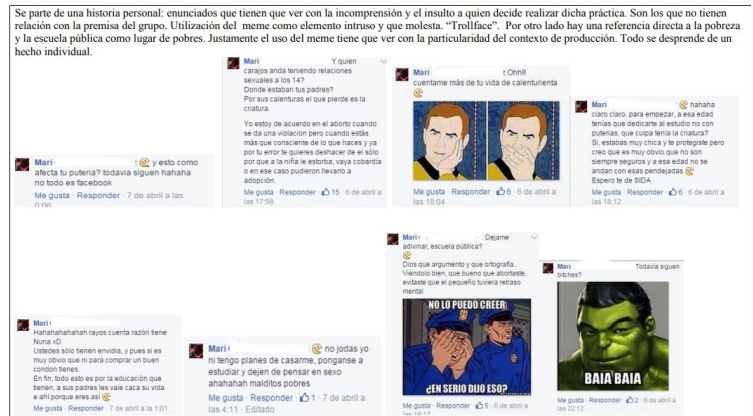 Se parte de una historia personal: enunciados que tienen que ver con la incomprensión y el insulto a quien decide realizar dicha práctica. Son los que no tienen
relación con la premisa del grupo. Utilización del meme como elemento intruso y que molesta. “Trollface”. Por otro lado hay una referencia directa a la pobreza
y la escuela pública como lugar de pobres. Justamente el uso del meme tiene que ver con la particularidad del contexto de producción. Todo se desprende de un
hecho individual.
Mari
y esto como
afecta tu puteria? todavia siguen hahaha
no todo es facebook
Me gusta · Responder · 7 de abril a las
0:06
Mari Y quien
carajos anda teniendo relaciones
sexuales a los 14?
Donde estaban tus padres?
Por sus calenturas el que pierde es la
criatura.
Yo estoy de acuerdo en el aborto cuando
se da una violacion pero cuando estás
más que consciente de lo que haces y ya
por tu error te quieres deshacer de el sólo
por que a la niña le estorba, vaya cobardía
o en ese caso pudieron llevarlo a
adopción.
Me gusta · Responder · 15 · 6 de abril a
las 17:56
Mari : Ohh!!
cuentame más de tu vida de calenturienta
Me gusta · Responder · 6 · 6 de abril a
las 18:04
Mari hahaha
claro claro, para empezar, a esa edad
tenías que dedicarte al estudio no con
puterias, que culpa tenía la criatura?
Si, estabas muy chica y te protegiste pero
creo que es muy obvio que no son
siempre seguros y a esa edad no se
andan con esas pendejadas
Espero te de SIDA
Me gusta · Responder · 6 · 6 de abril a
las 18:12
Mari
Hahahahahahah rayos cuenta razón tiene
Nuria xD
Ustedes sólo tienen envidia, y pues si es
muy obvio que ni para comprar un buen
condon tienes.
En fin, todo esto es por la educación que
tienen, a sus padres les vale caca su vida
e ahí porque eres así
Me gusta · Responder · 7 de abril a la 1:01
Mari no jodas yo
ni tengo planes de casarme, ponganse a
estudiar y dejen de pensar en sexo
ahahahah malditos pobres
Me gusta · Responder · 1 · 7 de abril a
las 4:11 · Editado
Mari Dejame
adivinar, escuela pública?
Dios que argumento y que ortografía..
Viéndolo bien, que bueno que abortaste,
evitaste que el pequeño tuviera retraso
mental
NO LO PUEDO CREER
¿EN SERIO DIJO ESO?
Me gusta · Responder · 5 · 6 de abril a
las 18:17
Mari Todavía siguen
bitches?
BAIA BAIA
Me gusta · Responder · 2 · 6 de abril a
las 22:12